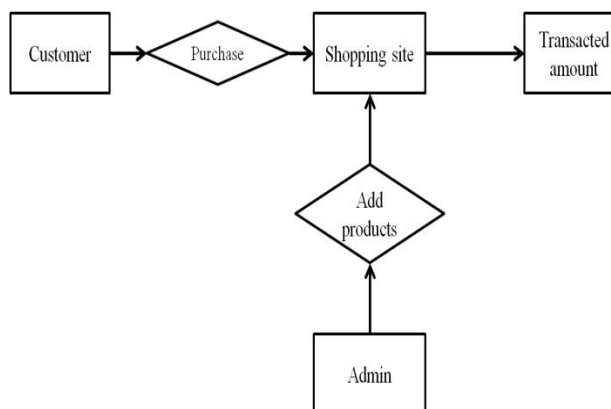 Customer
Purchase
Shopping site
Transacted
amount
Add
products
Admin